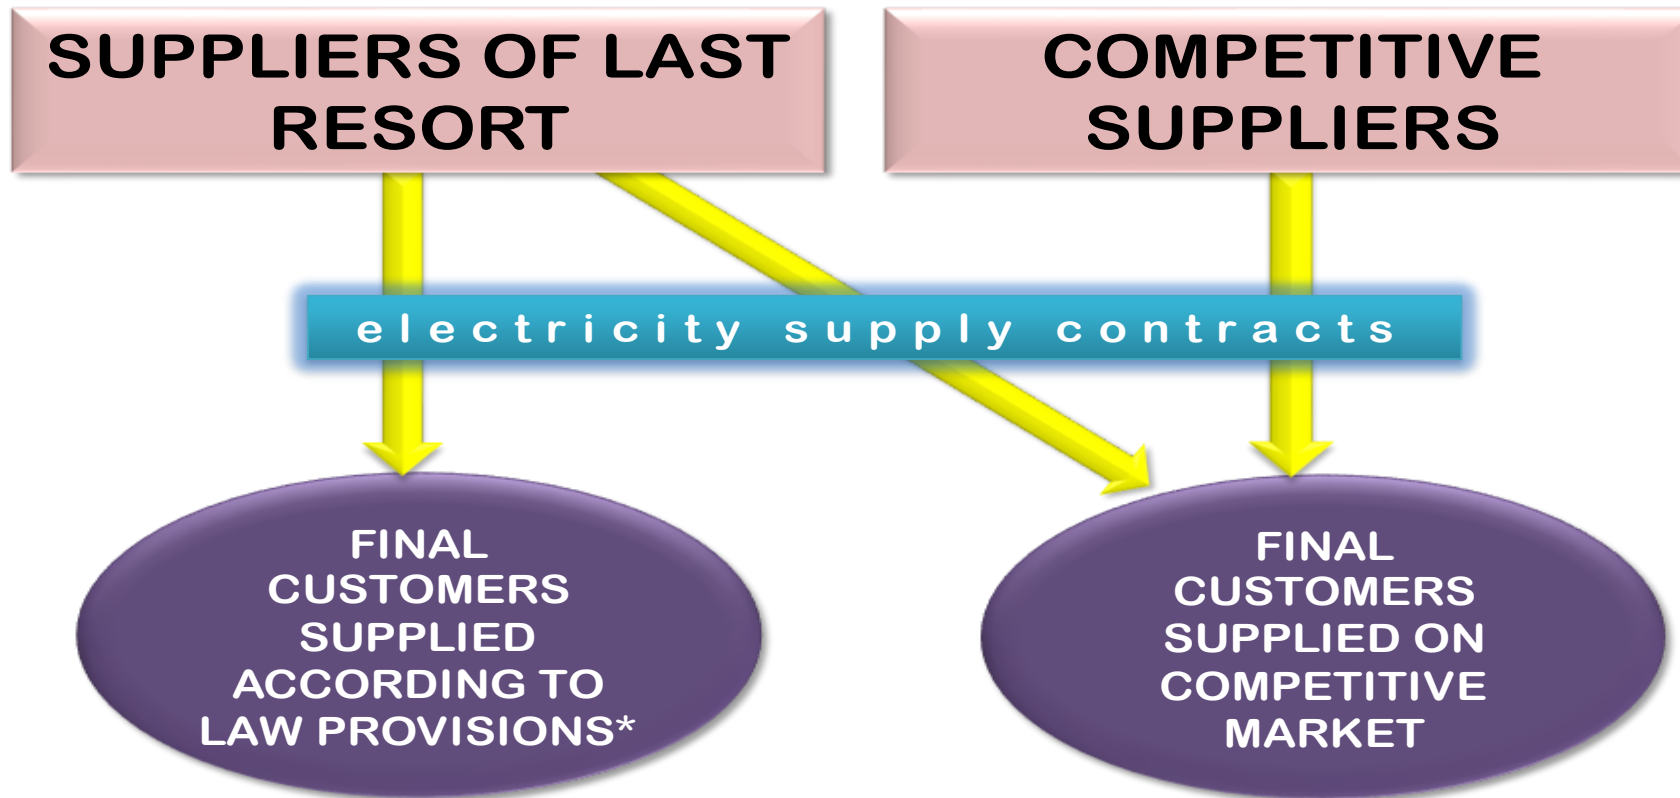 SUPPLIERS OF LAST
RESORT
COMPETITIVE
SUPPLIERS
electricity supply contracts
FINAL
CUSTOMERS
SUPPLIED
ACCORDING TO
LAW PROVISIONS*
FINAL
CUSTOMERS
SUPPLIED ON
COMPETITIVE
MARKET